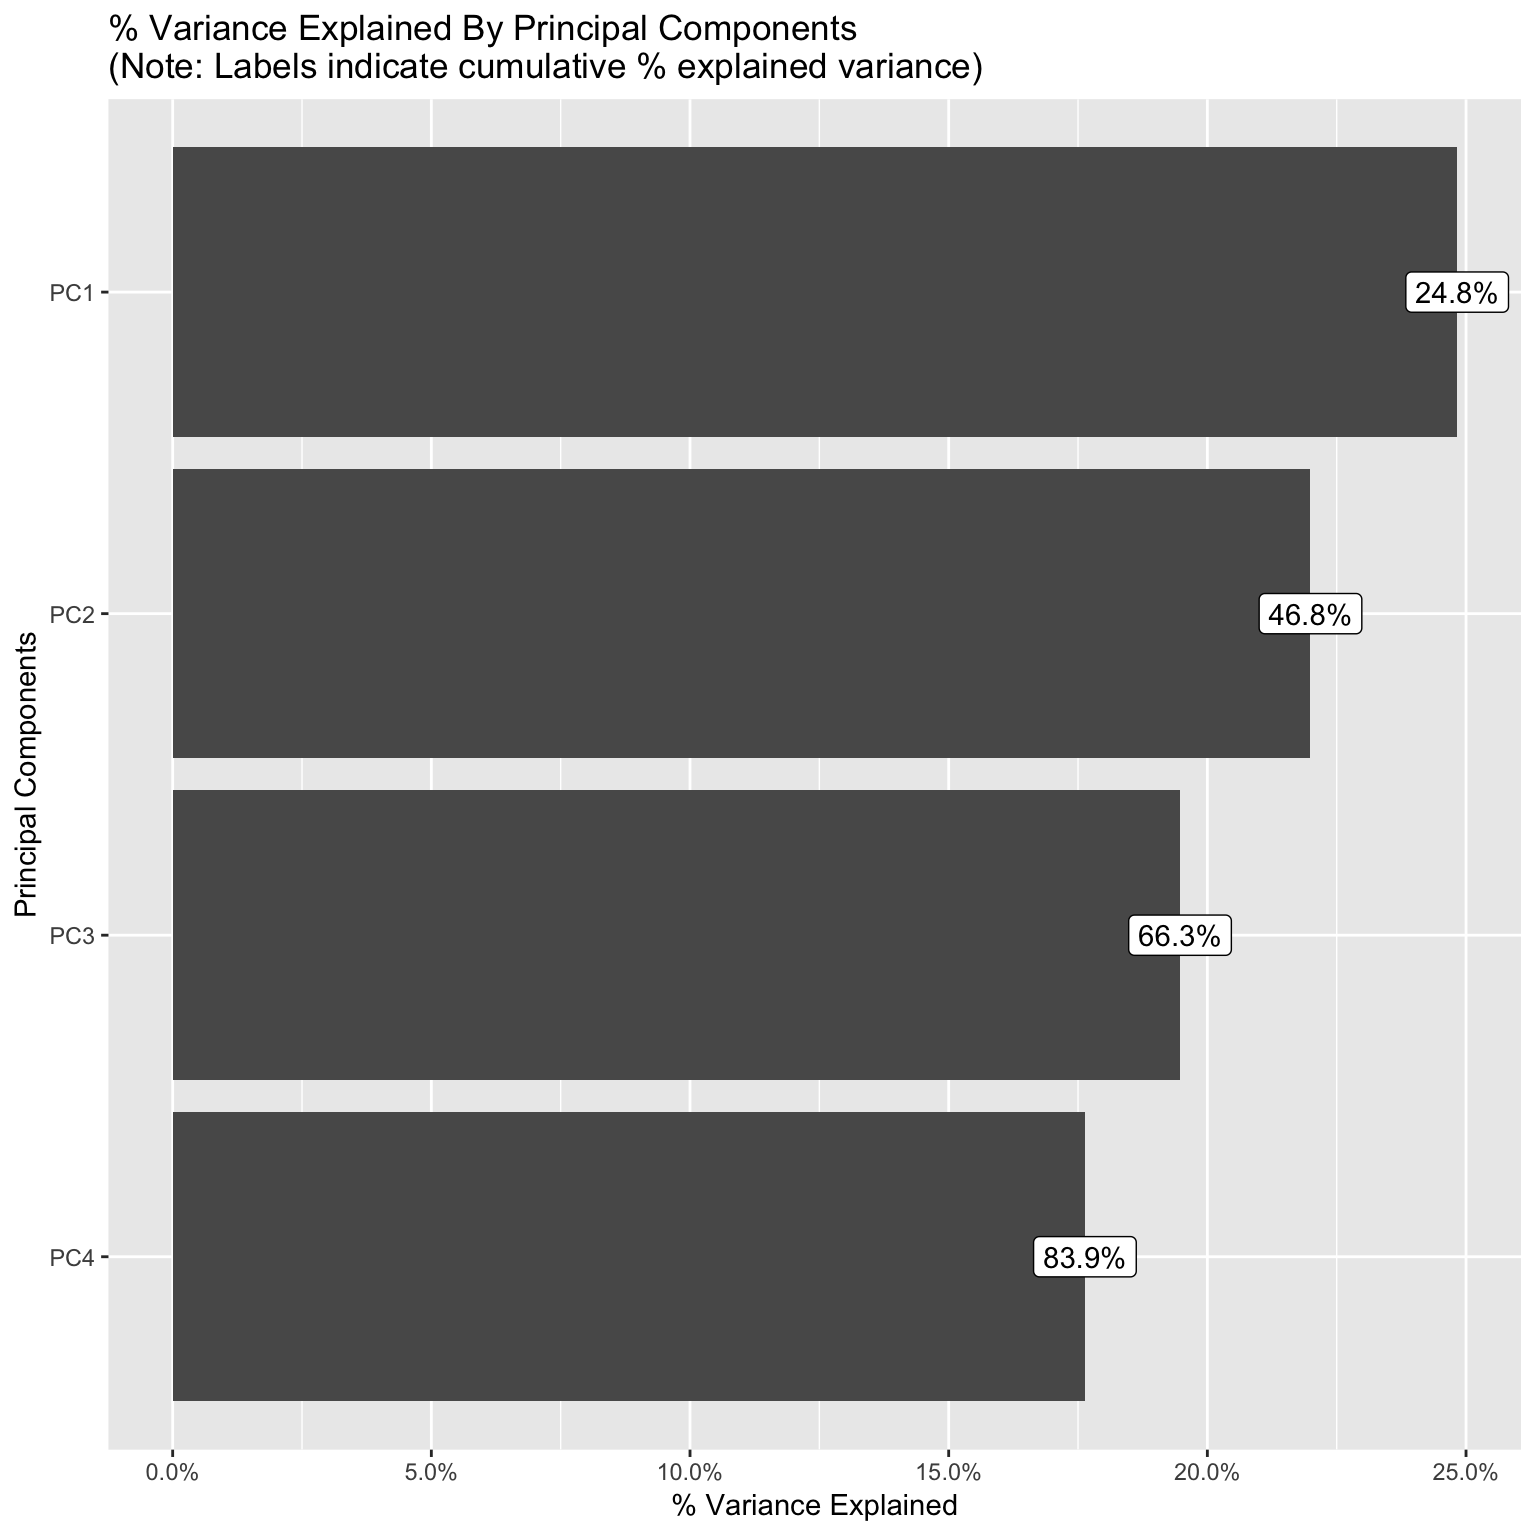 % Variance Explained By Principal Components
(Note: Labels indicate cumulative % explained variance)
Principal Components
PC1
24.8%
PC2
46.8%
PC3
66.3%
PC4
83.9%
0.0%
5.0%
10.0%
15.0%
20.0%
25.0%
% Variance Explained